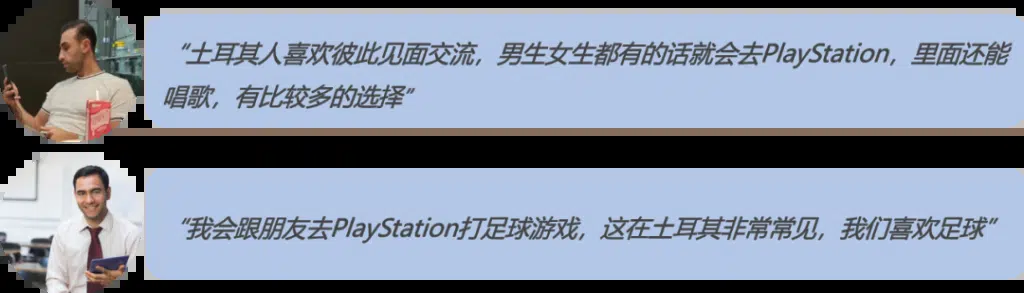 “土耳其人喜欢彼此见面交流，男生女生都有的话就会去PlayStation，里面还能
唱歌，有比较多的选择”
“我会跟朋友去PlayStation打足球游戏，这在土耳其非常常见，我们喜欢足球”